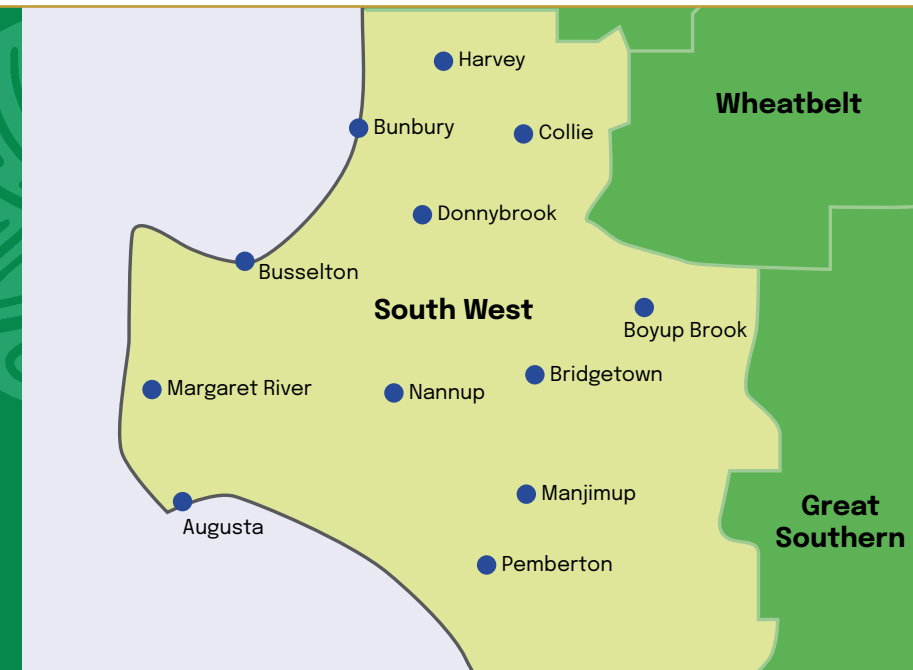 Harvey
Wheatbelt
Bunbury
Collie
Donnybrook
Busselton
South West
Boyup Brook
Bridgetown
Margaret River
Nannup
Manjimup
Great
Southern
Augusta
Pemberton